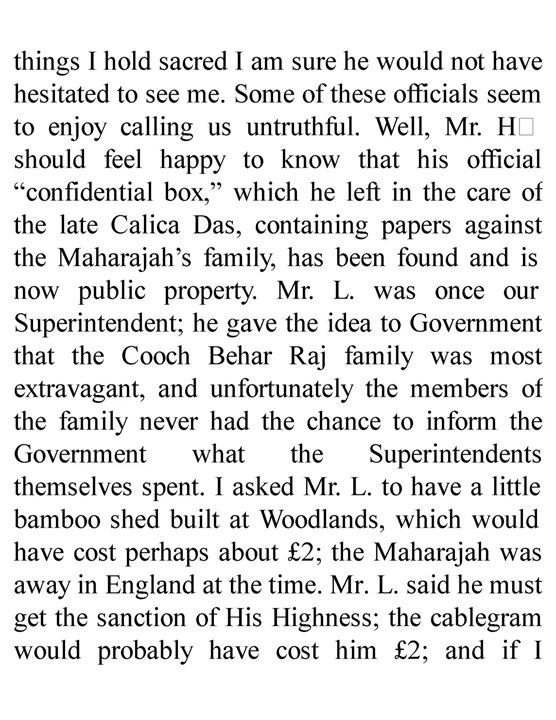 things I hold sacred I am sure he would not have
hesitated to see me. Some of these officials seem
to enjoy calling us untruthful. Well, Mr. H□
should feel happy to know that his official
“confidential box,” which he left in the care of
the late Calica Das, containing papers against
the Maharajah’s family, has been found and is
now public property. Mr. L. was once our
Superintendent; he gave the idea to Government
that the Cooch Behar Raj family was most
extravagant, and unfortunately the members of
the family never had the chance to inform the
Government what the Superintendents
themselves spent. I asked Mr. L. to have a little
bamboo shed built at Woodlands, which would
have cost perhaps about £2; the Maharajah was
away in England at the time. Mr. L. said he must
get the sanction of His Highness; the cablegram
would probably have cost him £2; and if I